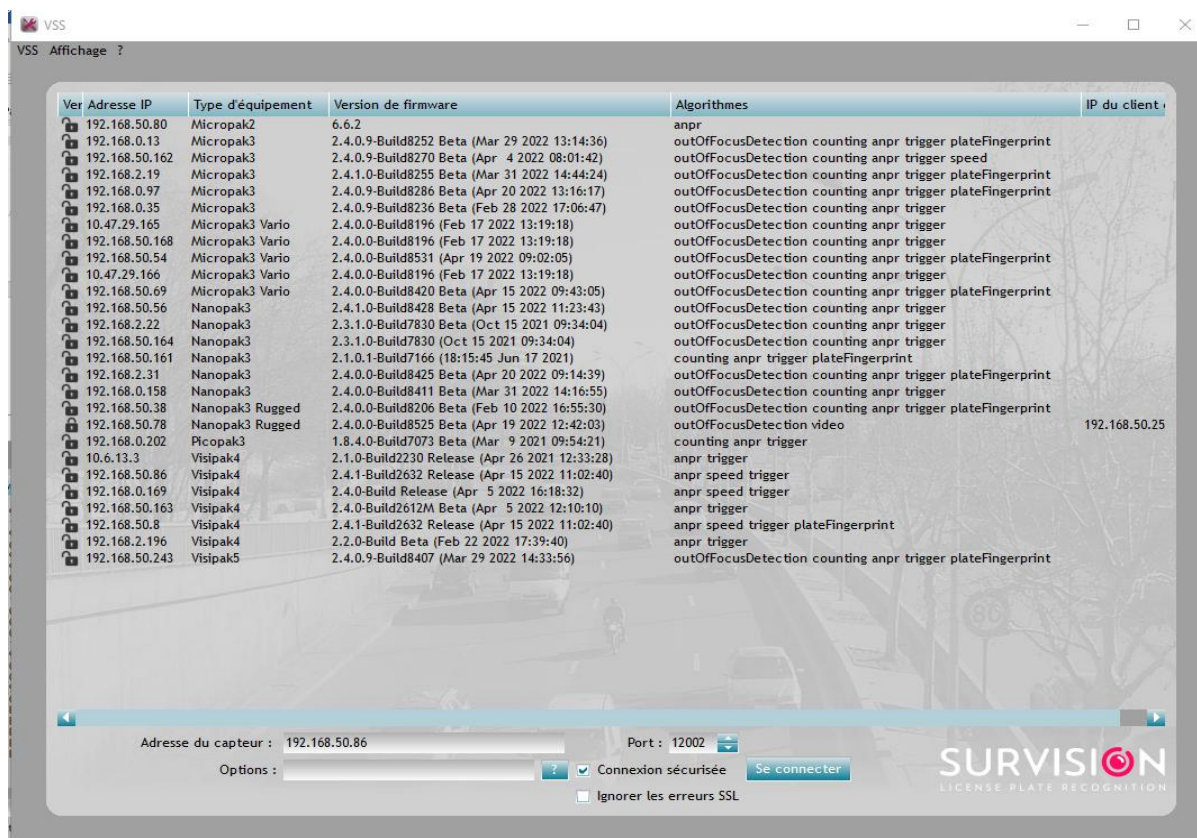 VSS
VSS Affichage ?
Ver Adresse IP Type d'équipement Version de firmware Algorithmes IP du client
192.168.50.80 Micropak2 6.6.2 anpr
192.168.0.13 Micropak3 2.4.0.9-Build8252 Beta (Mar 29 2022 13:14:36) outOfFocusDetection counting anpr trigger plateFingerprint
192.168.50.162 Micropak3 2.4.0.9-Build8270 Beta (Apr 4 2022 08:01:42) outOfFocusDetection counting anpr trigger speed
192.168.2.19 Micropak3 2.4.1.0-Build8255 Beta (Mar 31 2022 14:44:24) outOfFocusDetection counting anpr trigger plateFingerprint
192.168.0.97 Micropak3 2.4.0.9-Build8286 Beta (Apr 20 2022 13:16:17) outOfFocusDetection counting anpr trigger plateFingerprint
192.168.0.35 Micropak3 2.4.0.9-Build8236 Beta (Feb 28 2022 17:06:47) outOfFocusDetection counting anpr trigger
10.47.29.165 Micropak3 Vario 2.4.0.0-Build8196 (Feb 17 2022 13:19:18) outOfFocusDetection counting anpr trigger
192.168.50.168 Micropak3 Vario 2.4.0.0-Build8196 (Feb 17 2022 13:19:18) outOfFocusDetection counting anpr trigger
192.168.50.54 Micropak3 Vario 2.4.0.0-Build8531 (Apr 19 2022 09:02:05) outOfFocusDetection counting anpr trigger plateFingerprint
10.47.29.166 Micropak3 Vario 2.4.0.0-Build8196 (Feb 17 2022 13:19:18) outOfFocusDetection counting anpr trigger
192.168.50.69 Micropak3 Vario 2.4.0.0-Build8420 Beta (Apr 15 2022 09:43:05) outOfFocusDetection counting anpr trigger plateFingerprint
192.168.50.56 Nanopak3 2.4.1.0-Build8428 Beta (Apr 15 2022 11:23:43) outOfFocusDetection counting anpr trigger
192.168.2.22 Nanopak3 2.3.1.0-Build7830 Beta (Oct 15 2021 09:34:04) outOfFocusDetection counting anpr trigger
192.168.50.164 Nanopak3 2.3.1.0-Build7830 (Oct 15 2021 09:34:04) outOfFocusDetection counting anpr trigger
192.168.50.161 Nanopak3 2.1.0.1-Build7166 (18:15:45 Jun 17 2021) counting anpr trigger plateFingerprint
192.168.2.31 Nanopak3 2.4.0.0-Build8425 Beta (Apr 20 2022 09:14:39) outOfFocusDetection counting anpr trigger plateFingerprint
192.168.0.158 Nanopak3 2.4.0.0-Build8411 Beta (Mar 31 2022 14:16:55) outOfFocusDetection counting anpr trigger
192.168.50.38 Nanopak3 Rugged 2.4.0.0-Build8206 Beta (Feb 10 2022 16:55:30) outOfFocusDetection counting anpr trigger plateFingerprint
192.168.50.78 Nanopak3 Rugged 2.4.0.0-Build8525 Beta (Apr 19 2022 12:42:03) outOfFocusDetection video 192.168.50.25
192.168.0.202 Picopak3 1.8.4.0-Build7073 Beta (Mar 9 2021 09:54:21) counting anpr trigger
10.6.13.3 Visipak4 2.1.0-Build2230 Release (Apr 26 2021 12:33:28) anpr trigger
192.168.50.86 Visipak4 2.4.1-Build2632 Release (Apr 15 2022 11:02:40) anpr speed trigger
192.168.0.169 Visipak4 2.4.0-Build Release (Apr 5 2022 16:18:32) anpr speed trigger
192.168.50.163 Visipak4 2.4.0-Build2612M Beta (Apr 5 2022 12:10:10) anpr trigger
192.168.50.8 Visipak4 2.4.1-Build2632 Release (Apr 15 2022 11:02:40) anpr speed trigger plateFingerprint
192.168.2.196 Visipak4 2.2.0-Build Beta (Feb 22 2022 17:39:40) anpr trigger
192.168.50.243 Visipak5 2.4.0.9-Build8407 (Mar 29 2022 14:33:56) outOfFocusDetection counting anpr trigger plateFingerprint
Adresse du capteur : 192.168.50.86 Port : 12002
Options : ? Connexion sécurisée Se connecter
Ignorer les erreurs SSL
SURVISION
LICENSE PLATE RECOGNITION